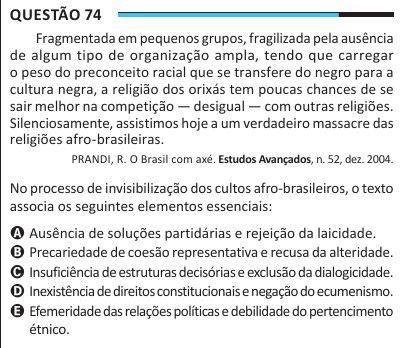 QUESTÃO 74
Fragmentada em pequenos grupos, fragilizada pela ausência
de algum tipo de organização ampla, tendo que carregar
o peso do preconceito racial que se transfere do negro para a
cultura negra, a religião dos orixás tem poucas chances de se
sair melhor na competição — desigual — com outras religiões.
Silenciosamente, assistimos hoje a um verdadeiro massacre das
religiões afro-brasileiras.
PRANDI, R. O Brasil com axé. Estudos Avançados, n. 52, dez. 2004.
No processo de invisibilização dos cultos afro-brasileiros, o texto
associa os seguintes elementos essenciais:
A Ausência de soluções partidárias e rejeição da laicidade.
B Precariedade de coesão representativa e recusa da alteridade.
C Insuficiência de estruturas decisórias e exclusão da dialogicidade.
D Inexistência de direitos constitucionais e negação do ecumenismo.
E Efemeridade das relações políticas e debilidade do pertencimento
étnico.